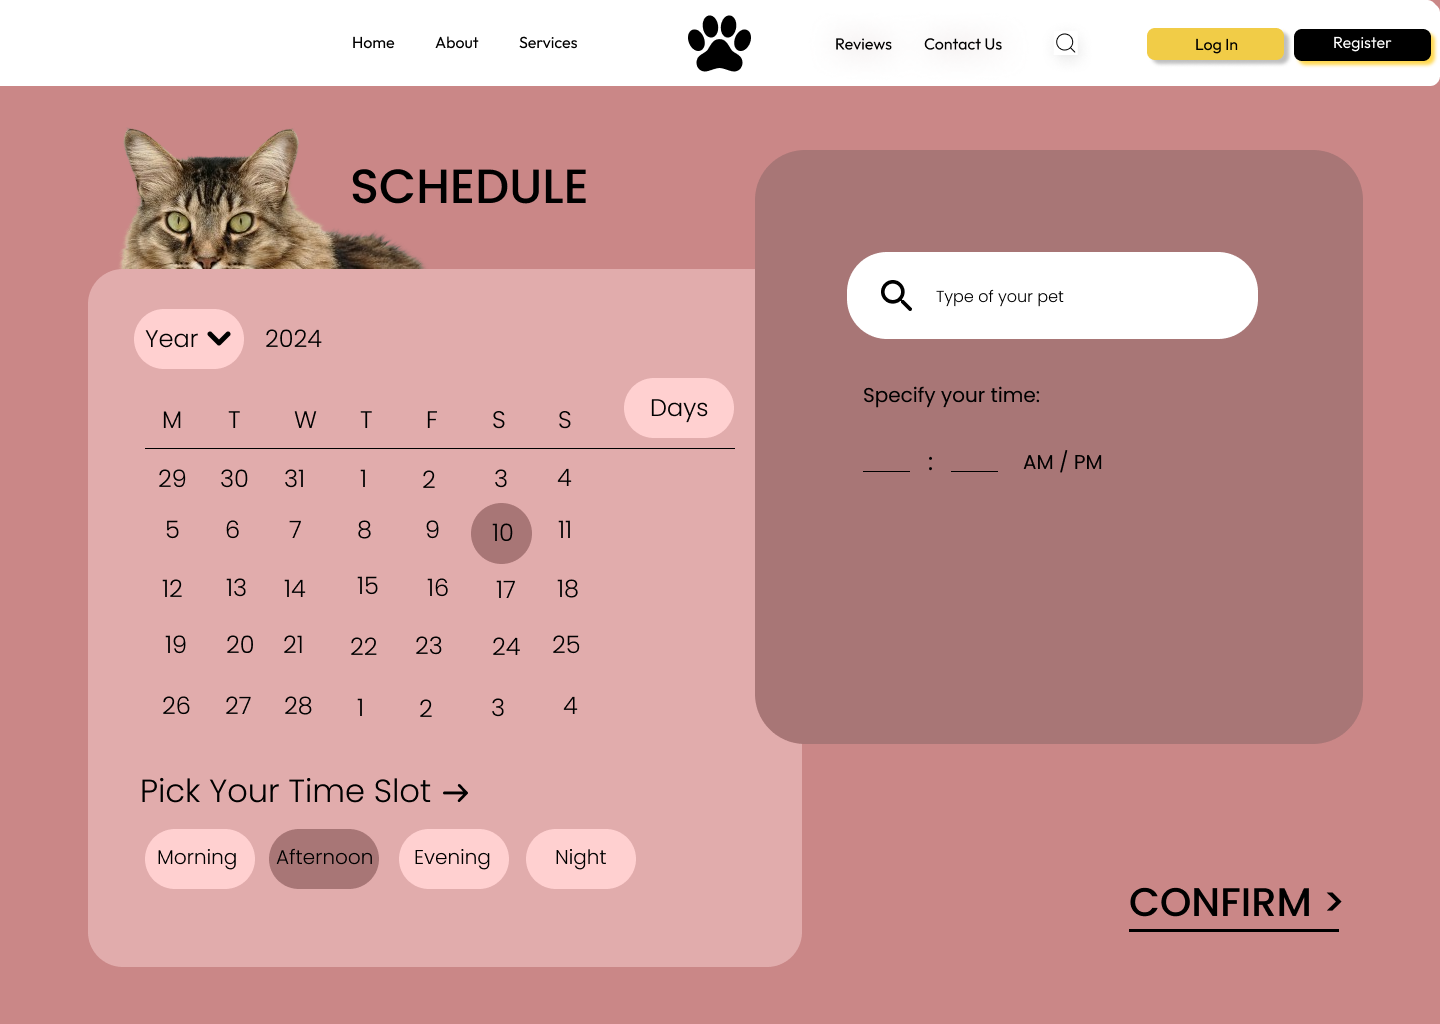 Home About Services Reviews Contact Us Log In Register
SCHEDULE
Year 2024
Days
M T W T F S S
29 30 31 1 2 3 4
5 6 7 8 9 10 11
12 13 14 15 16 17 18
19 20 21 22 23 24 25
26 27 28 1 2 3 4
Pick Your Time Slot →
Morning Afternoon Evening Night
Type of your pet
Specify your time:
____ : ____ AM / PM
CONFIRM >